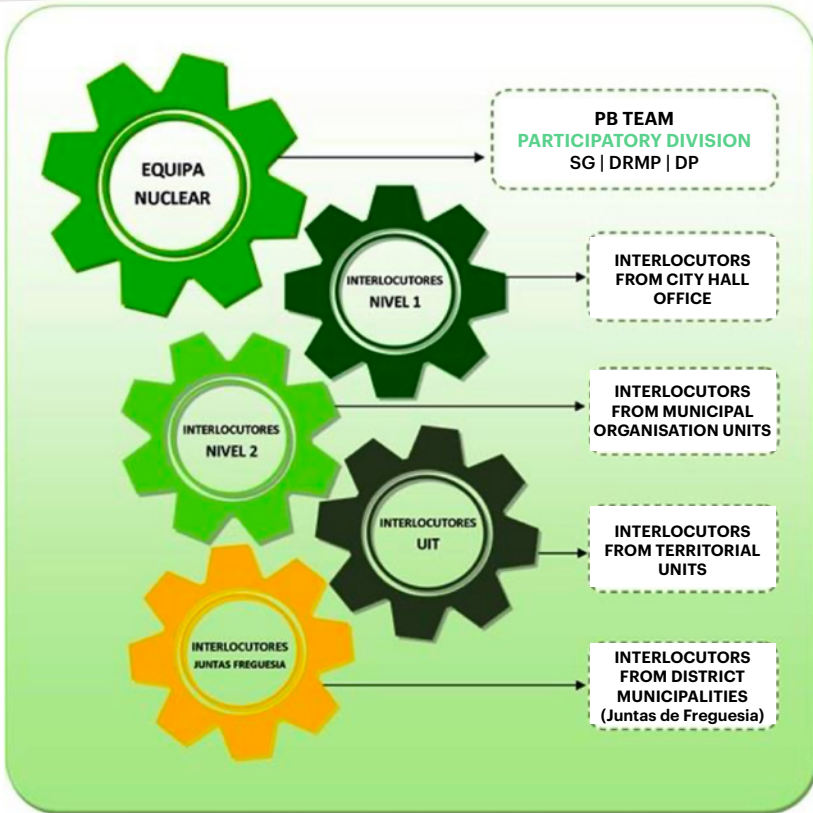 EQUIPA
NUCLEAR
PB TEAM
PARTICIPATORY DIVISION
SG | DRMP | DP
INTERLOCUTORES
NIVEL 1
INTERLOCUTORS
FROM CITY HALL
OFFICE
INTERLOCUTORES
NIVEL 2
INTERLOCUTORS
FROM MUNICIPAL
ORGANISATION UNITS
INTERLOCUTORES
UIT
INTERLOCUTORS
FROM TERRITORIAL
UNITS
INTERLOCUTORES
JUNTAS FREGUESIA
INTERLOCUTORS
FROM DISTRICT
MUNICIPALITIES
(Juntas de Freguesia)